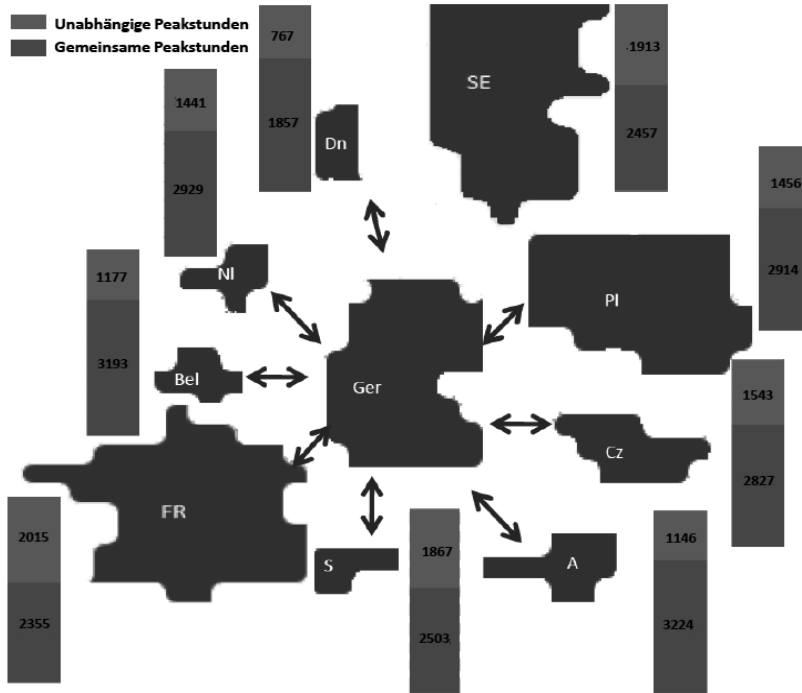 Unabhängige Peakstunden
Gemeinsame Peakstunden
767
1857
Dn
SE
1913
2457
1441
2929
Nl
1456
2914
Pl
1177
3193
Bel
Ger
1543
2827
Cz
FR
2015
2355
S
1867
2503
A
1146
3224